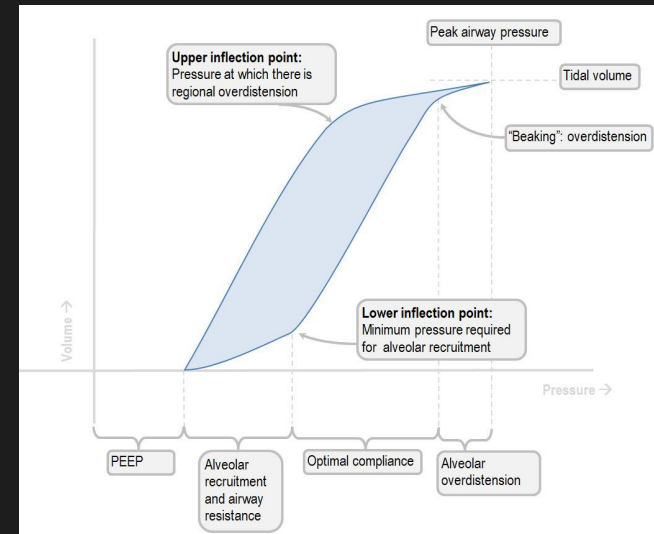 Peak airway pressure
Upper inflection point:
Pressure at which there is
regional overdistension
Tidal volume
“Beaking”: overdistension
Lower inflection point:
Minimum pressure required
for alveolar recruitment
Volume →
Pressure →
PEEP
Alveolar
recruitment
and airway
resistance
Optimal compliance
Alveolar
overdistension